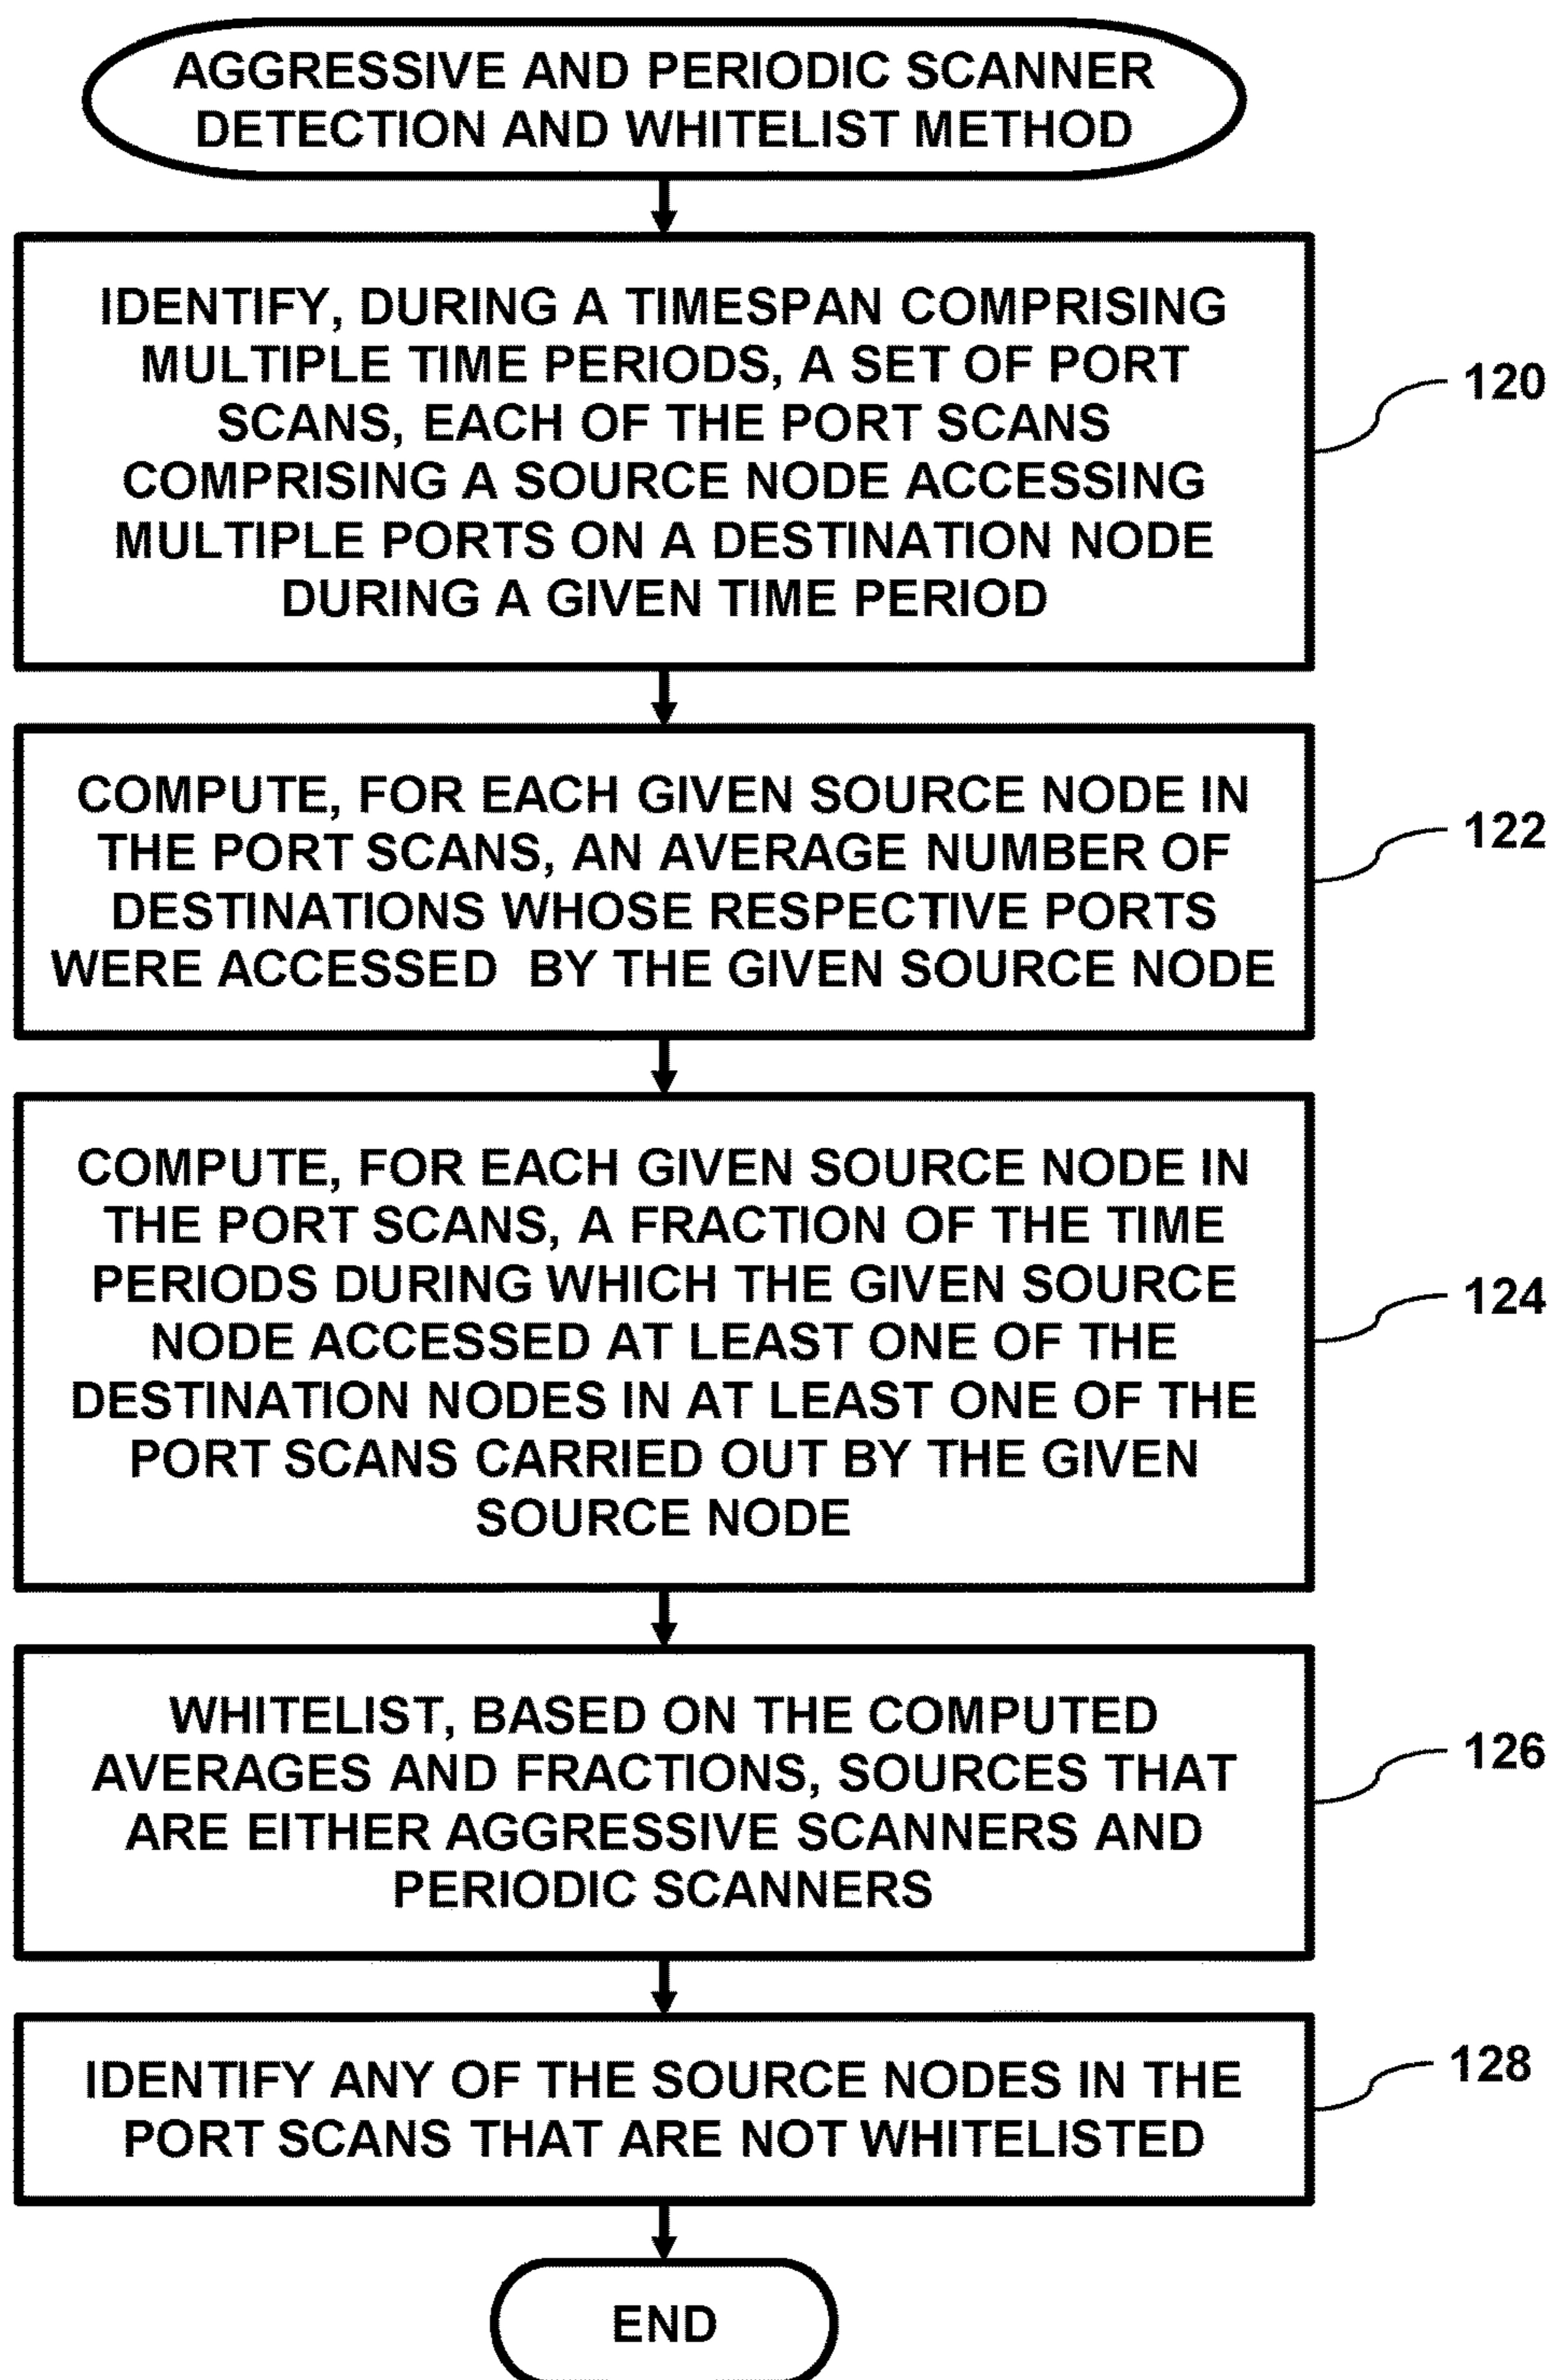 AGGRESSIVE AND PERIODIC SCANNER
DETECTION AND WHITELIST METHOD
IDENTIFY, DURING A TIMESPAN COMPRISING
MULTIPLE TIME PERIODS, A SET OF PORT
SCANS, EACH OF THE PORT SCANS
COMPRISING A SOURCE NODE ACCESSING
MULTIPLE PORTS ON A DESTINATION NODE
DURING A GIVEN TIME PERIOD
120
COMPUTE, FOR EACH GIVEN SOURCE NODE IN
THE PORT SCANS, AN AVERAGE NUMBER OF
DESTINATIONS WHOSE RESPECTIVE PORTS
WERE ACCESSED BY THE GIVEN SOURCE NODE
122
COMPUTE, FOR EACH GIVEN SOURCE NODE IN
THE PORT SCANS, A FRACTION OF THE TIME
PERIODS DURING WHICH THE GIVEN SOURCE
NODE ACCESSED AT LEAST ONE OF THE
DESTINATION NODES IN AT LEAST ONE OF THE
PORT SCANS CARRIED OUT BY THE GIVEN
SOURCE NODE
124
WHITELIST, BASED ON THE COMPUTED
AVERAGES AND FRACTIONS, SOURCES THAT
ARE EITHER AGGRESSIVE SCANNERS AND
PERIODIC SCANNERS
126
IDENTIFY ANY OF THE SOURCE NODES IN THE
PORT SCANS THAT ARE NOT WHITELISTED
128
END